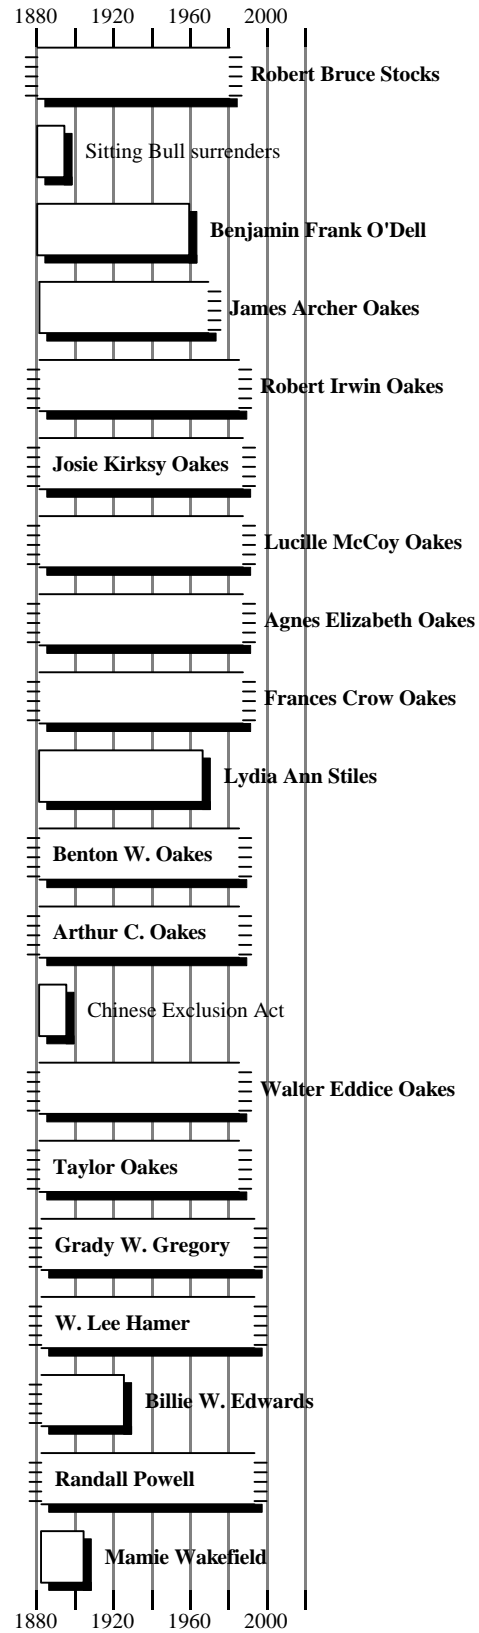 1880 1920 1960 2000
Robert Bruce Stocks
Sitting Bull surrenders
Benjamin Frank O'Dell
James Archer Oakes
Robert Irwin Oakes
Josie Kirksy Oakes
Lucille McCoy Oakes
Agnes Elizabeth Oakes
Frances Crow Oakes
Lydia Ann Stiles
Benton W. Oakes
Arthur C. Oakes
Chinese Exclusion Act
Walter Eddice Oakes
Taylor Oakes
Grady W. Gregory
W. Lee Hamer
Billie W. Edwards
Randall Powell
Mamie Wakefield
1880 1920 1960 2000